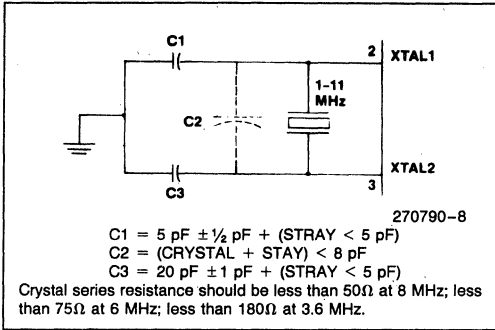 C1
2 XTAL1
1-11
MHz
C2
XTAL2
3
C3
270790-8
C1 = 5 pF ±½ pF + (STRAY < 5 pF)
C2 = (CRYSTAL + STAY) < 8 pF
C3 = 20 pF ±1 pF + (STRAY < 5 pF)
Crystal series resistance should be less than 50Ω at 8 MHz; less
than 75Ω at 6 MHz; less than 180Ω at 3.6 MHz.